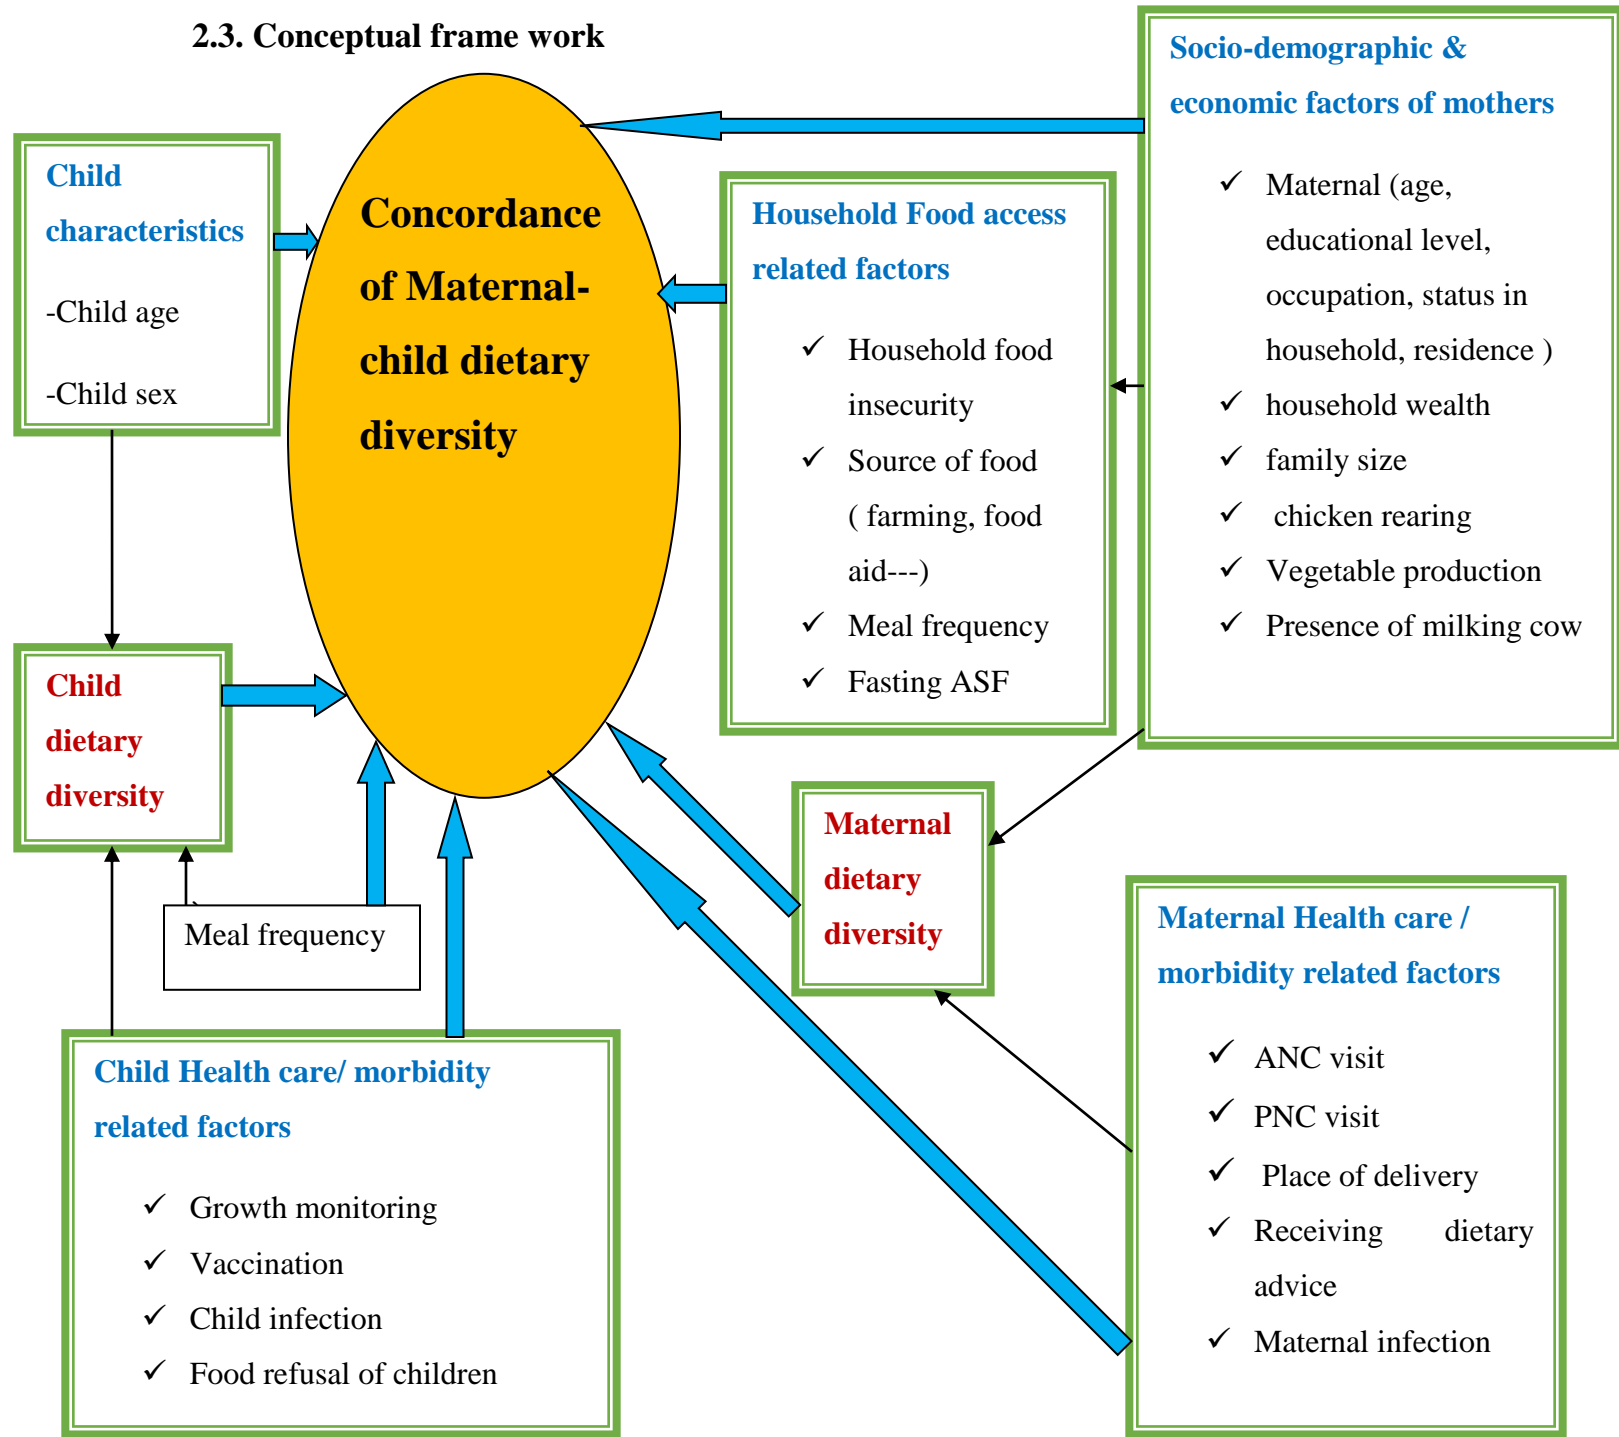 2.3. Conceptual frame work
Child
characteristics
-Child age
-Child sex
Concordance
of Maternal-
child dietary
diversity
Household Food access
related factors
✓ Household food
insecurity
✓ Source of food
( farming, food
aid---)
✓ Meal frequency
✓ Fasting ASF
Socio-demographic &
economic factors of mothers
✓ Maternal (age,
educational level,
occupation, status in
household, residence )
✓ household wealth
✓ family size
✓ chicken rearing
✓ Vegetable production
✓ Presence of milking cow
Child
dietary
diversity
Meal frequency
Maternal
dietary
diversity
Child Health care/ morbidity
related factors
✓ Growth monitoring
✓ Vaccination
✓ Child infection
✓ Food refusal of children
Maternal Health care /
morbidity related factors
✓ ANC visit
✓ PNC visit
✓ Place of delivery
✓ Receiving dietary
advice
✓ Maternal infection